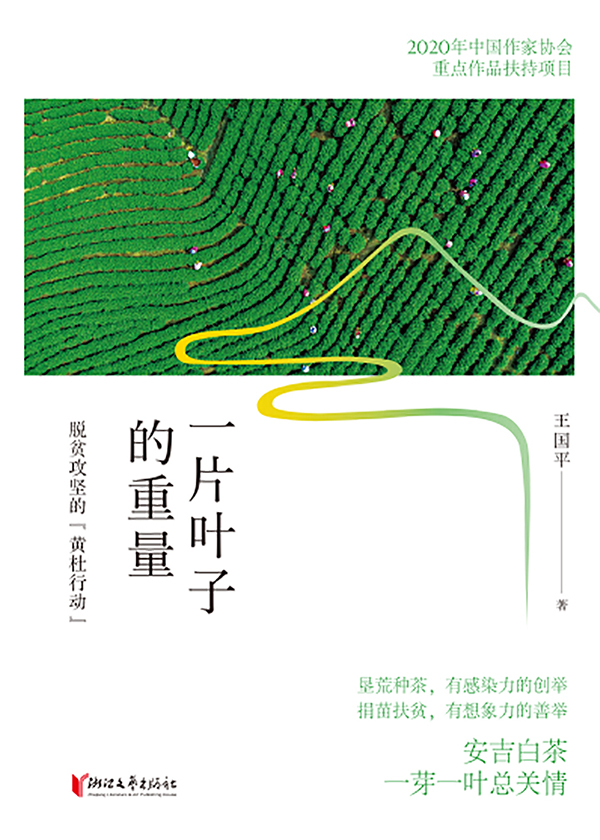 2020年中国作家协会
重点作品扶持项目
一片叶子
的重量
脱贫攻坚的『黄杜行动』
王国平
著
垦荒种茶，有感染力的创举
捐苗扶贫，有想象力的善举
安吉白茶
一芽一叶总关情
浙江文艺出版社